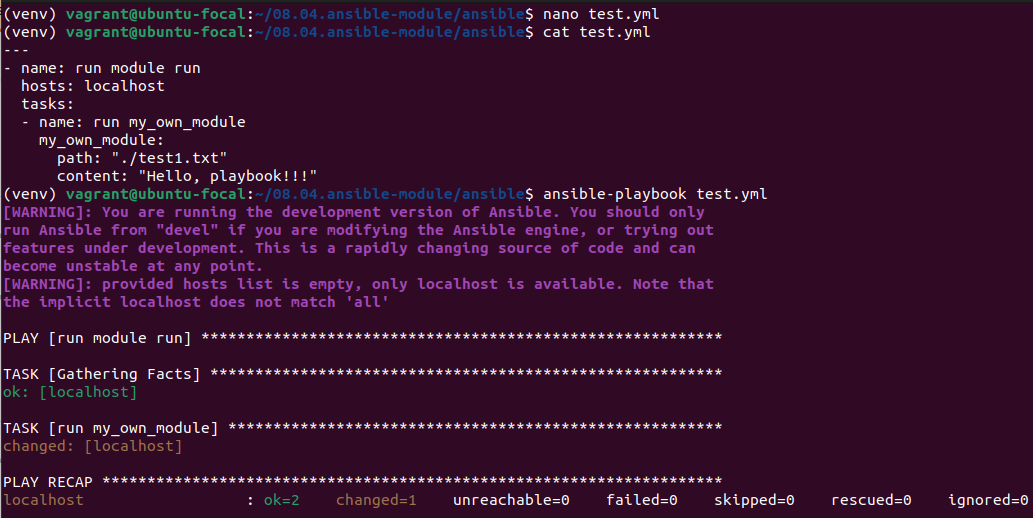 (venv) vagrant@ubuntu-focal:~/08.04.ansible-module/ansible$ nano test.yml
(venv) vagrant@ubuntu-focal:~/08.04.ansible-module/ansible$ cat test.yml
---
- name: run module run
  hosts: localhost
  tasks:
  - name: run my_own_module
    my_own_module:
      path: "./test1.txt"
      content: "Hello, playbook!!!"
(venv) vagrant@ubuntu-focal:~/08.04.ansible-module/ansible$ ansible-playbook test.yml
[WARNING]: You are running the development version of Ansible. You should only
run Ansible from "devel" if you are modifying the Ansible engine, or trying out
features under development. This is a rapidly changing source of code and can
become unstable at any point.
[WARNING]: provided hosts list is empty, only localhost is available. Note that
the implicit localhost does not match 'all'
PLAY [run module run] **********************************************************
TASK [Gathering Facts] *********************************************************
ok: [localhost]
TASK [run my_own_module] *******************************************************
changed: [localhost]
PLAY RECAP *********************************************************************
localhost                  : ok=2    changed=1    unreachable=0    failed=0    skipped=0    rescued=0    ignored=0